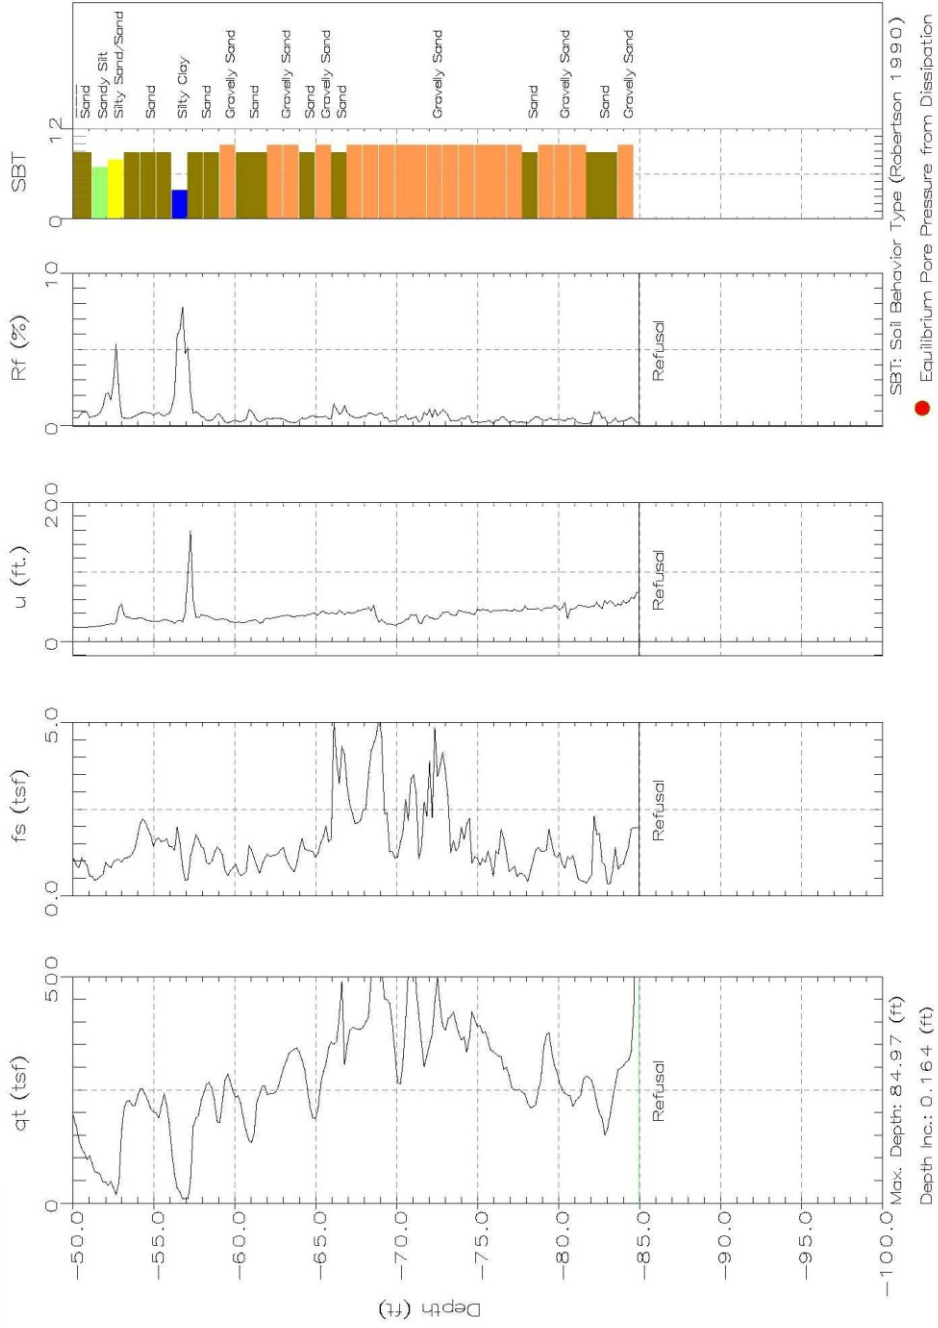 qt (tsf)
0
500
fs (tsf)
0.0
5.0
u (ft.)
0
200
Rf (%)
0
10
SBT
0
12
Depth (ft)
-50.0
-55.0
-60.0
-65.0
-70.0
-75.0
-80.0
-85.0
-90.0
-95.0
-100.0
Refusal
Refusal
Refusal
Refusal
Sand
Sandy Silt
Silty Sand/Sand
Sand
Silty Clay
Sand
Gravelly Sand
Sand
Gravelly Sand
Sand
Gravelly Sand
Sand
Gravelly Sand
Sand
Gravelly Sand
Sand
Gravelly Sand
Max. Depth: 84.97 (ft)
Depth Inc.: 0.164 (ft)
SBT: Soil Behavior Type (Robertson 1990)
Equilibrium Pore Pressure from Dissipation